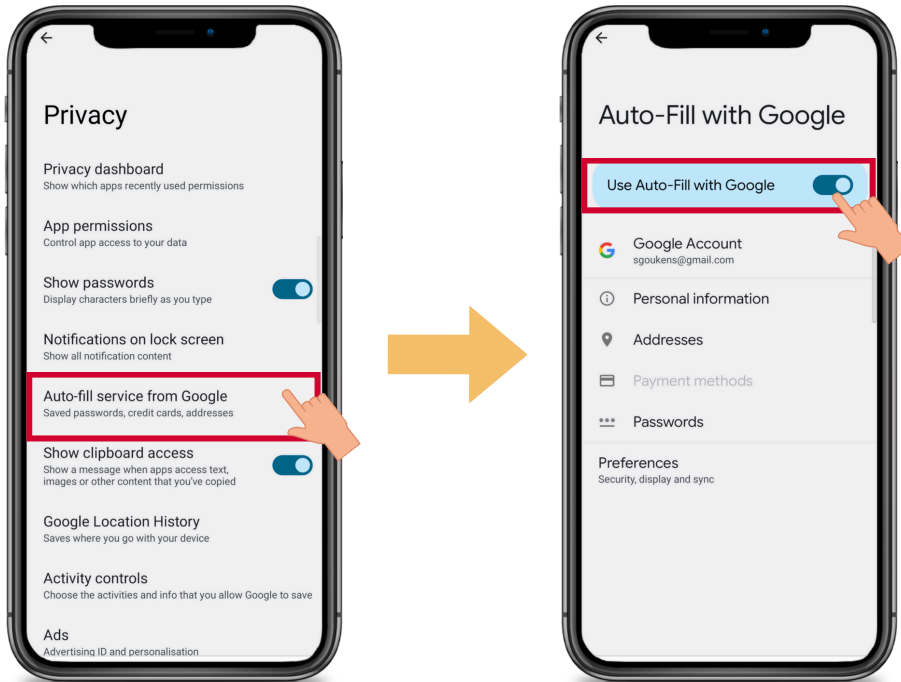 Privacy
Privacy dashboard
Show which apps recently used permissions
App permissions
Control app access to your data
Show passwords
Display characters briefly as you type
Notifications on lock screen
Show all notification content
Auto-fill service from Google
Saved passwords, credit cards, addresses
Show clipboard access
Show a message when apps access text,
images or other content that you've copied
Google Location History
Saves where you go with your device
Activity controls
Choose the activities and info that you allow Google to save
Ads
Advertising ID and personalisation
Auto-Fill with Google
Use Auto-Fill with Google
Google Account
sgoukens@gmail.com
Personal information
Addresses
Payment methods
Passwords
Preferences
Security, display and sync